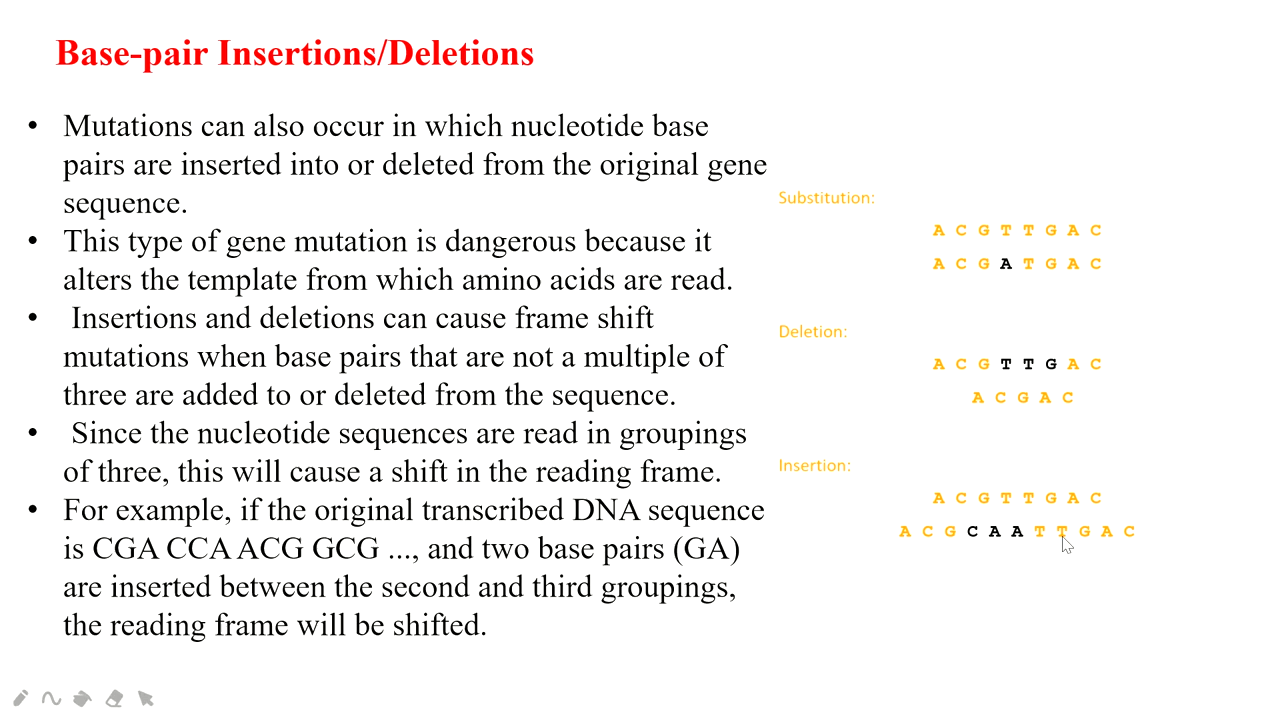 Base-pair Insertions/Deletions
• Mutations can also occur in which nucleotide base
pairs are inserted into or deleted from the original gene
sequence.
• This type of gene mutation is dangerous because it
alters the template from which amino acids are read.
• Insertions and deletions can cause frame shift
mutations when base pairs that are not a multiple of
three are added to or deleted from the sequence.
• Since the nucleotide sequences are read in groupings
of three, this will cause a shift in the reading frame.
• For example, if the original transcribed DNA sequence
is CGA CCA ACG GCG ..., and two base pairs (GA)
are inserted between the second and third groupings,
the reading frame will be shifted.
Substitution:
A C G T T G A C
A C G A T G A C
Deletion:
A C G T T G A C
A C G A C
Insertion:
A C G T T G A C
A C G C A A T T G A C